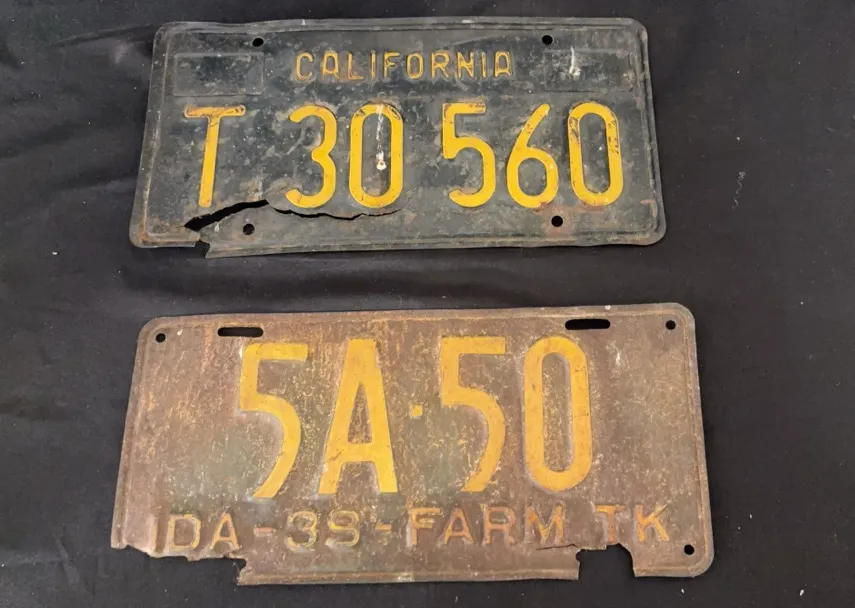 CALIFORNIA
T 30 560
5A·50
IDA-39-FARM TK